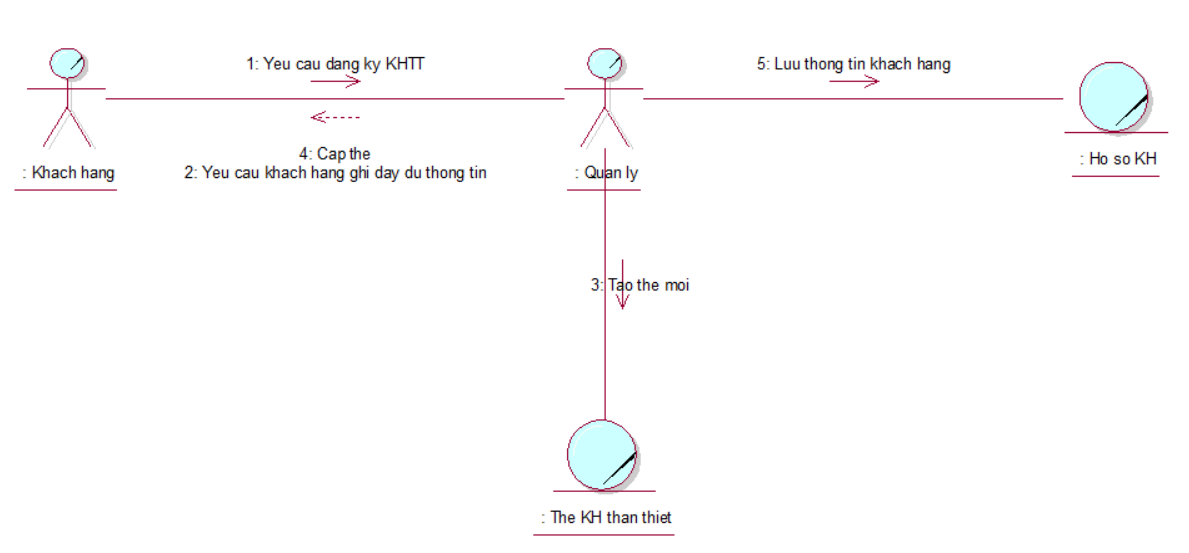 1: Yeu cau dang ky KHTT
5: Luu thong tin khach hang
4: Cap the
2: Yeu cau khach hang ghi day du thong tin
: Khach hang
: Quan ly
: Ho so KH
3: Tao the moi
: The KH than thiet